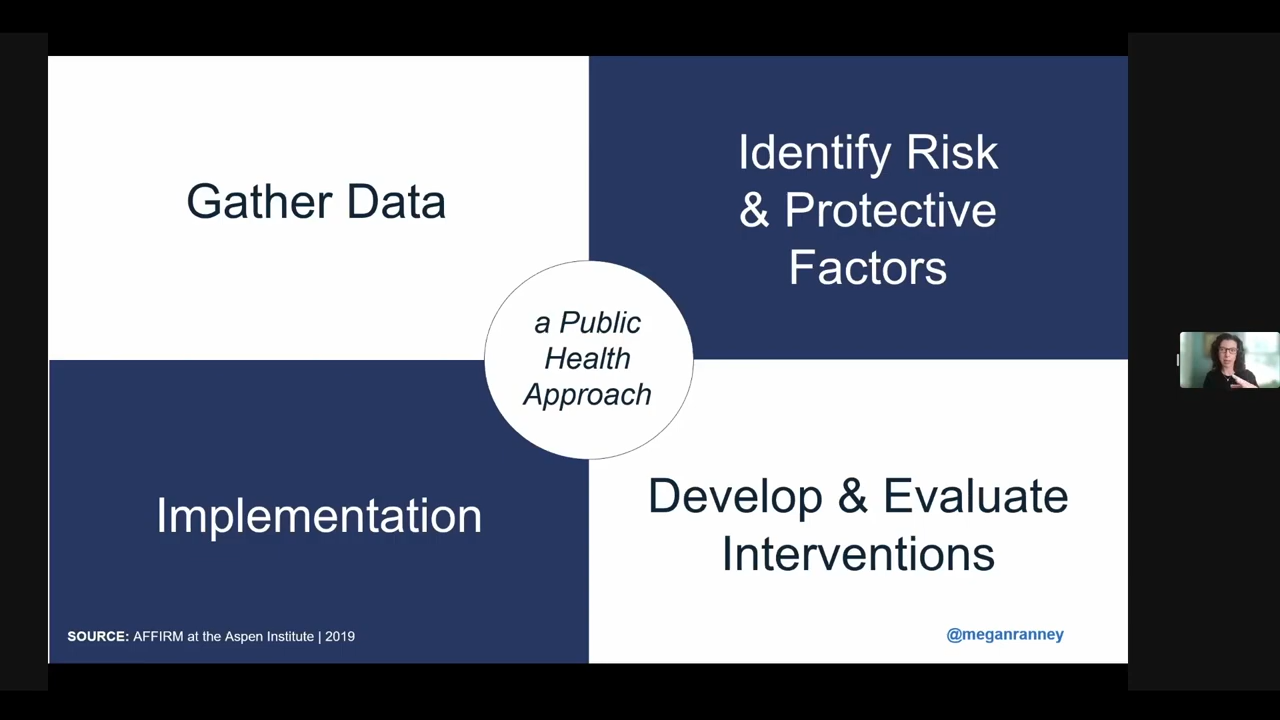 Gather Data
Identify Risk
& Protective
Factors
a Public
Health
Approach
Implementation
Develop & Evaluate
Interventions
SOURCE: AFFIRM at the Aspen Institute | 2019
@meganranney